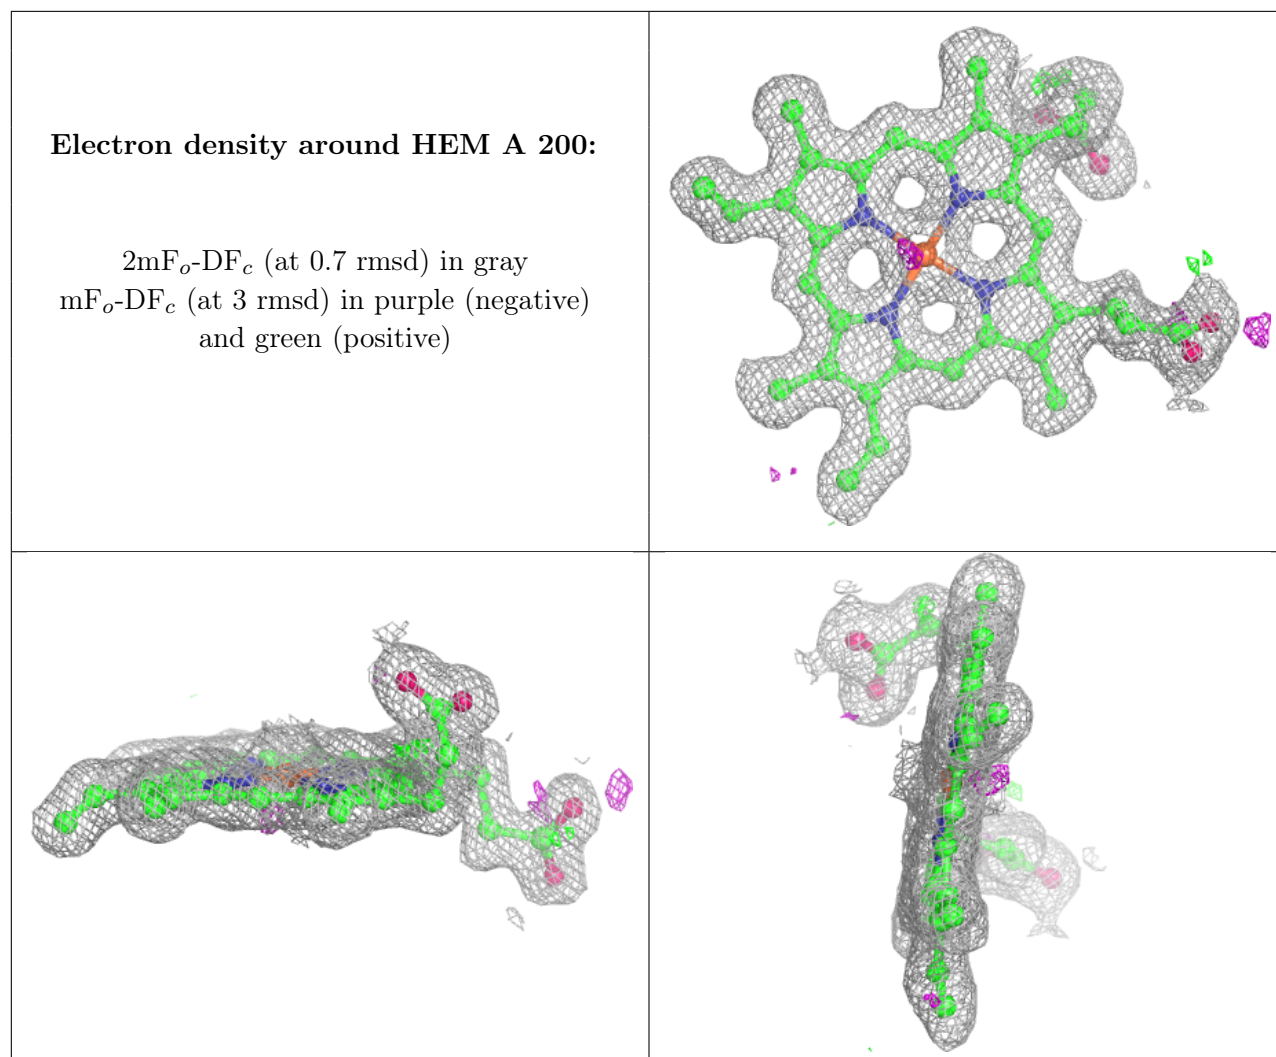 Electron density around HEM A 200:
2mFo-DFc (at 0.7 rmsd) in gray
mFo-DFc (at 3 rmsd) in purple (negative)
and green (positive)